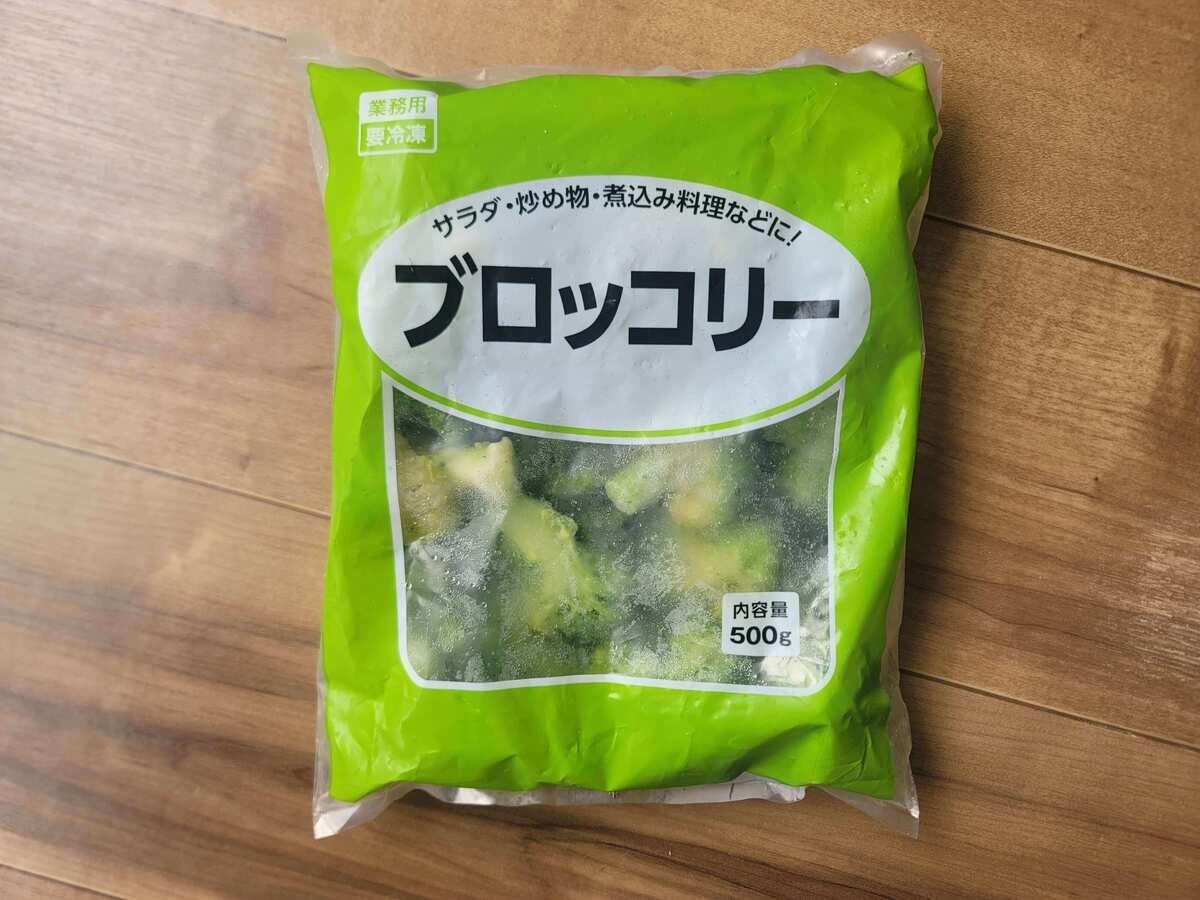 業務用
要冷凍
サラダ・炒め物・煮込み料理などに!
ブロッコリー
内容量
500g